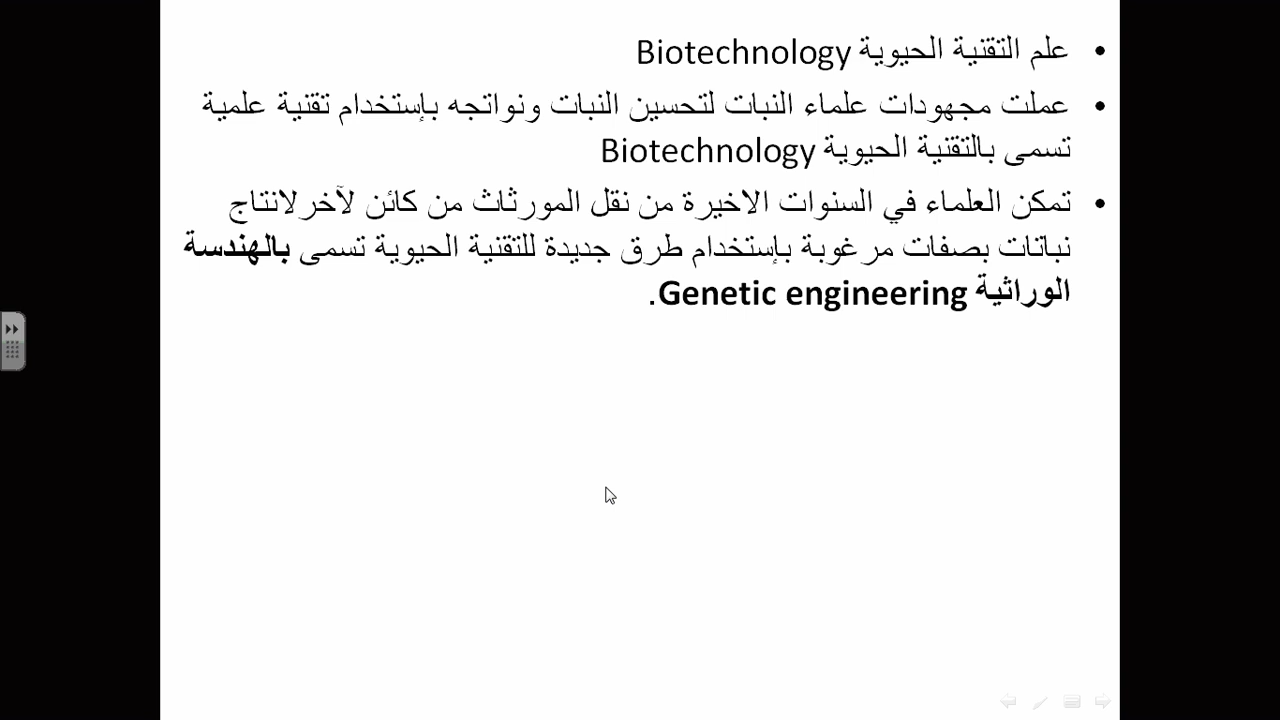 • علم التقنية الحيوية Biotechnology
• عملت مجهودات علماء النبات لتحسين النبات ونواتجه بإستخدام تقنية علمية
تسمى بالتقنية الحيوية Biotechnology
• تمكن العلماء في السنوات الاخيرة من نقل المورثاث من كائن لآخرلانتاج
نباتات بصفات مرغوبة بإستخدام طرق جديدة للتقنية الحيوية تسمى بالهندسة
الوراثية Genetic engineering.